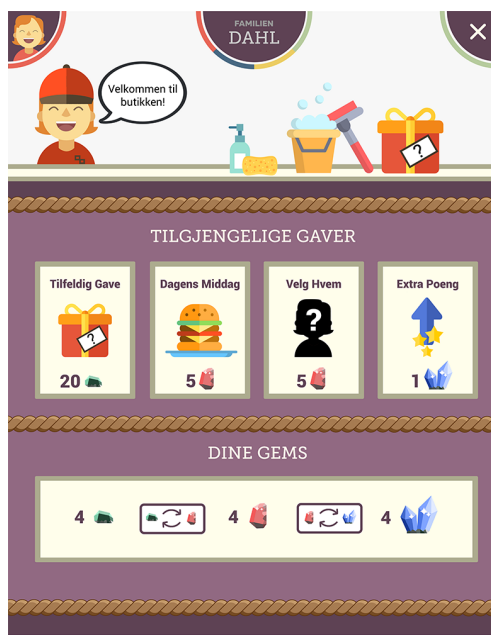 FAMILIEN
DAHL
Velkommen til
butikken!
?
TILGJENGELIGE GAVER
Tilfeldig Gave
Dagens Middag
Velg Hvem
Extra Poeng
?
?
20
5
5
1
DINE GEMS
4
4
4